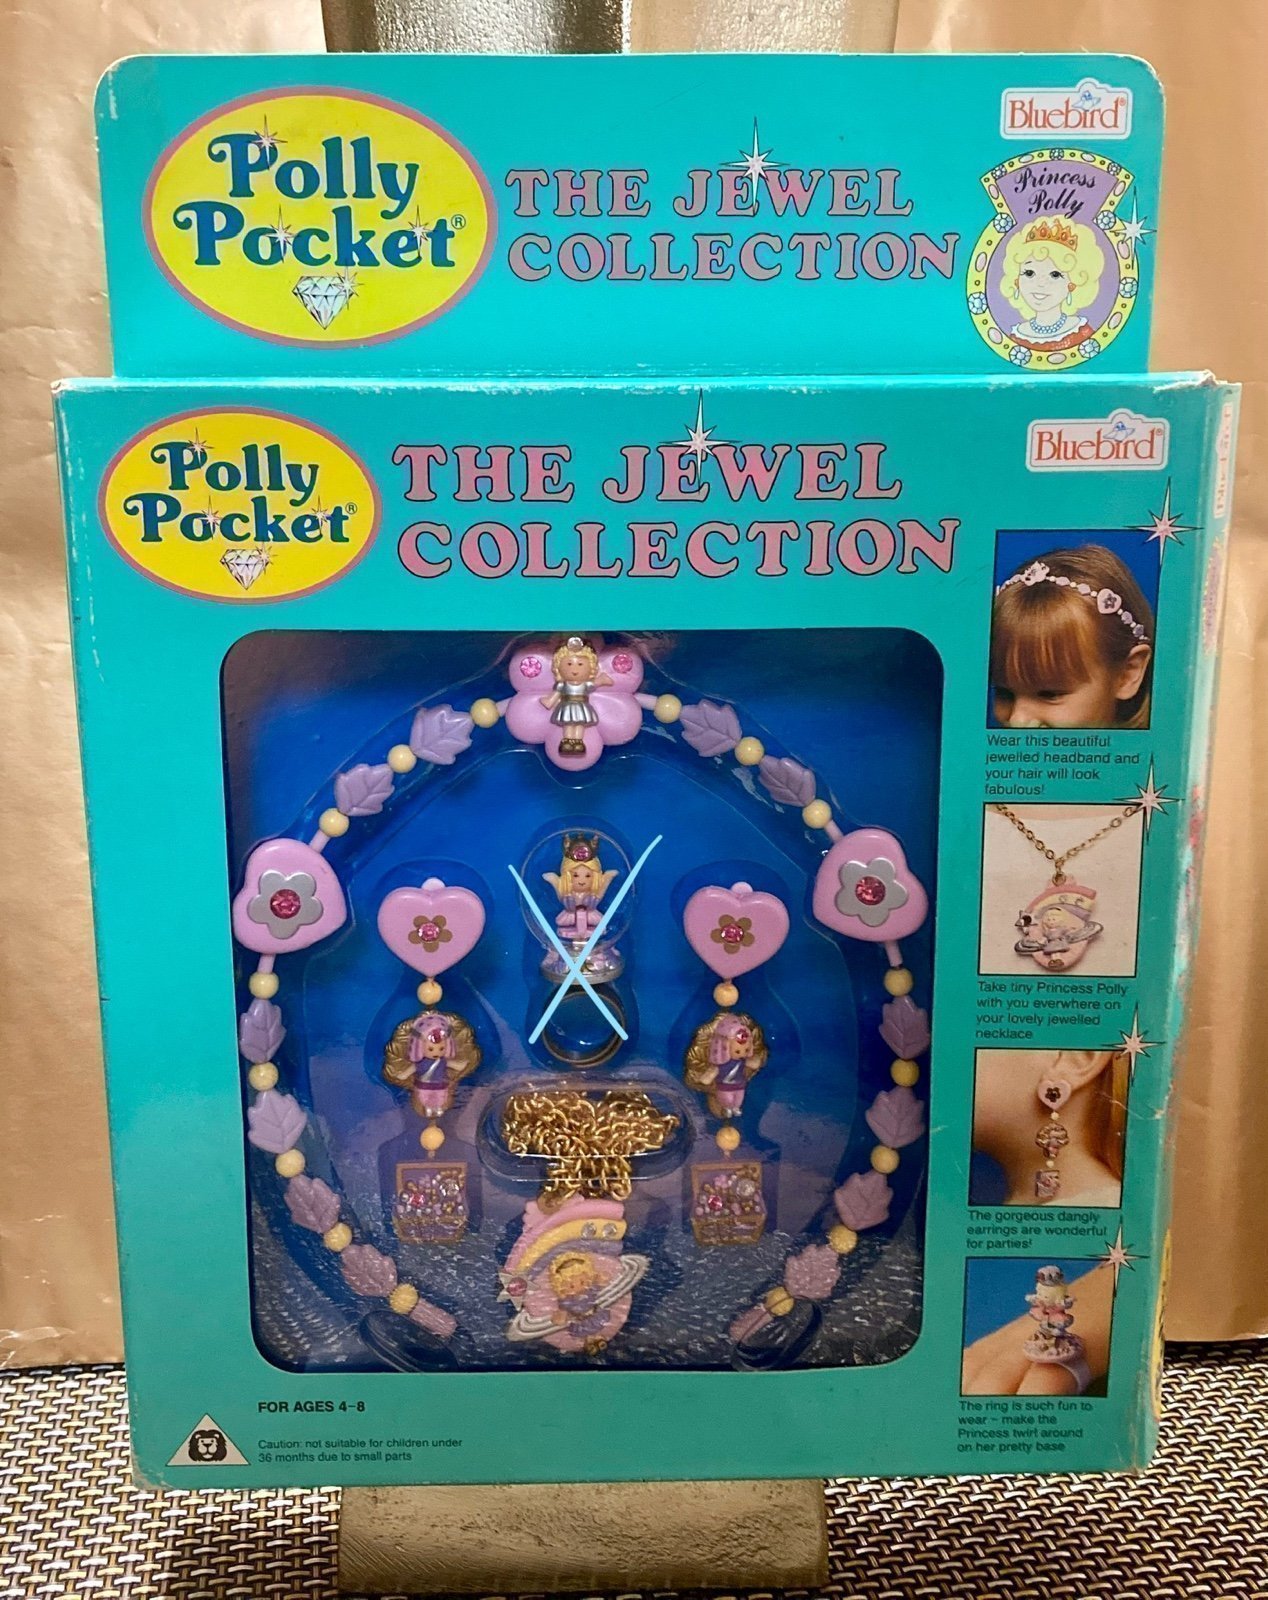 Polly
Pocket®
THE JEWEL
COLLECTION
Bluebird®
Princess
Polly
Polly
Pocket®
THE JEWEL
COLLECTION
Bluebird®
Wear this beautiful
jewelled headband and
your hair will look
fabulous!
Take tiny Princess Polly
with you everwhere on
your lovely jewelled
necklace
The gorgeous dangly
earrings are wonderful
for parties!
The ring is such fun to
wear – make the
Princess twirl around
on her pretty base
FOR AGES 4–8
Caution: not suitable for children under
36 months due to small parts